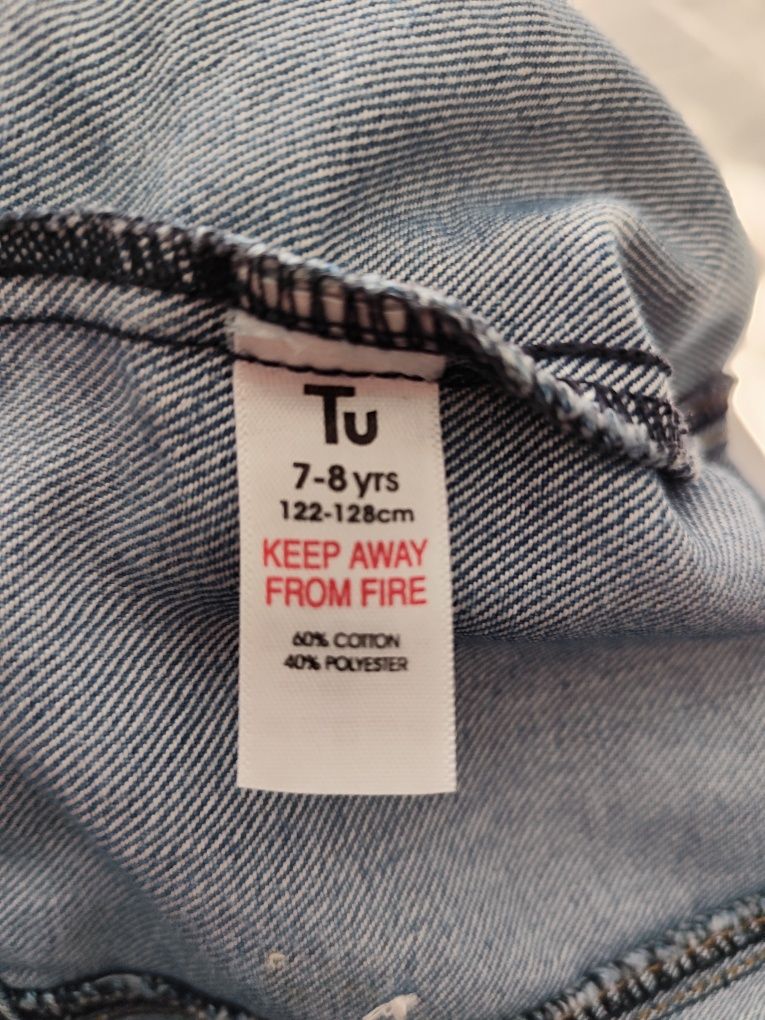 Tu
7-8 yrs
122-128cm
KEEP AWAY
FROM FIRE
60% COTTON
40% POLYESTER